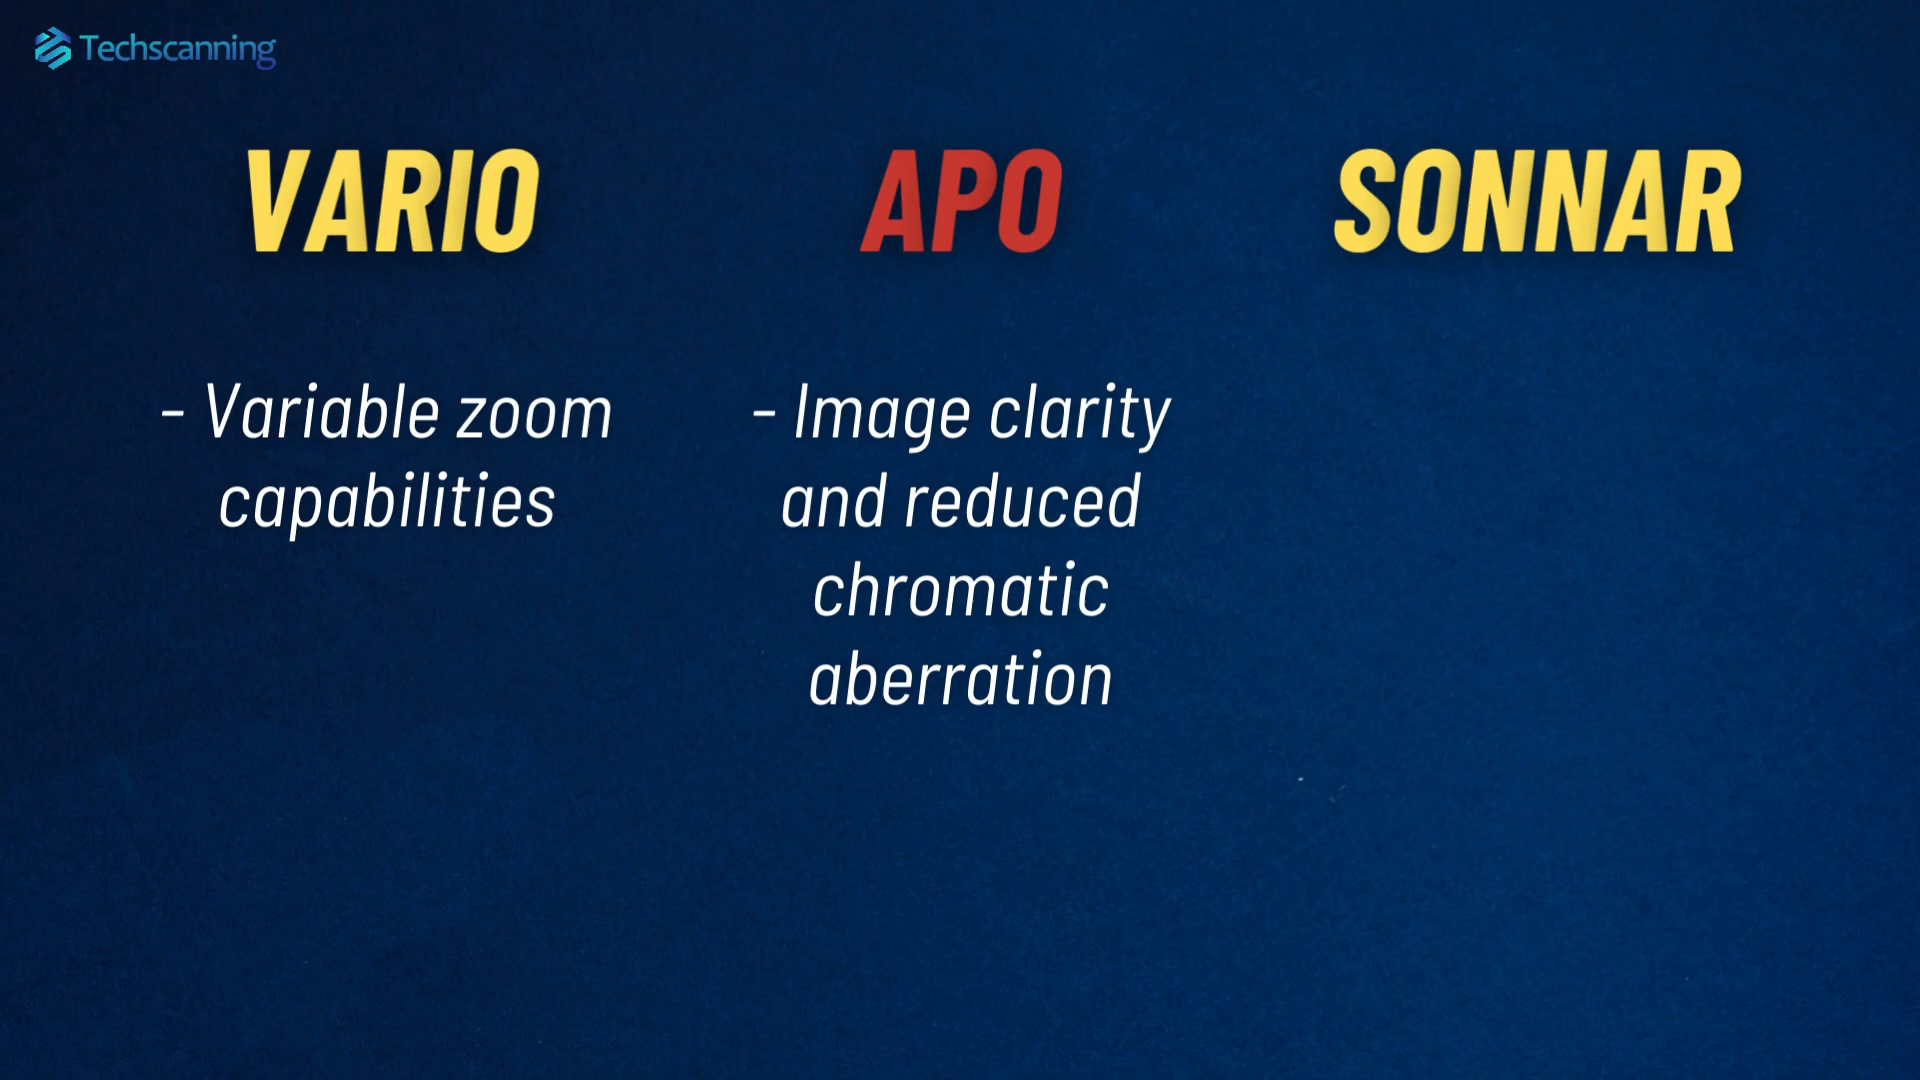 Techscanning
VARIO
APO
SONNAR
- Variable zoom
capabilities
- Image clarity
and reduced
chromatic
aberration